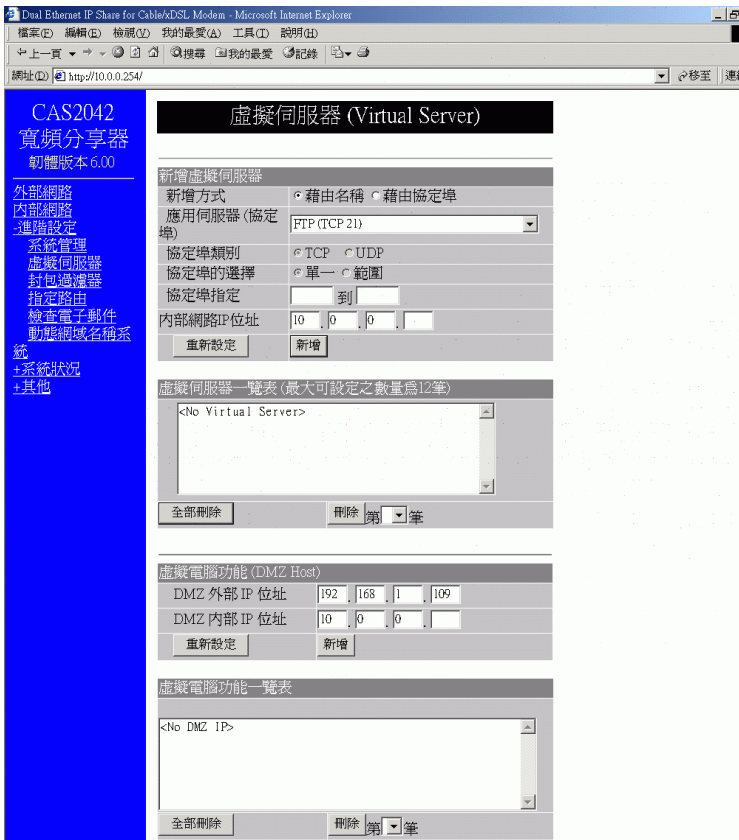 Dual Ethernet IP Share for Cable/xDSL Modem - Microsoft Internet Explorer
檔案(F) 編輯(E) 檢視(V) 我的最愛(A) 工具(T) 說明(H)
上一頁 搜尋 我的最愛 記錄
網址(D) http://10.0.0.254/ 移至
CAS2042
寬頻分享器
韌體版本 6.00
外部網路
内部網路
-進階設定
系統管理
虛擬伺服器
封包過濾器
指定路由
檢查電子郵件
動態網域名稱系
統
+系統狀況
+其他
虛擬伺服器 (Virtual Server)
新增虛擬伺服器
新增方式 藉由名稱 藉由協定埠
應用伺服器 (協定
埠) FTP (TCP 21)
協定埠類別 TCP UDP
協定埠的選擇 單一 範圍
協定埠指定 到
内部網路IP位址 10 . 0 . 0 .
重新設定 新增
虛擬伺服器一覽表 (最大可設定之數量爲12筆)
<No Virtual Server>
全部刪除 刪除 第 筆
虛擬電腦功能 (DMZ Host)
DMZ 外部 IP 位址 192 . 168 . 1 . 109
DMZ 内部 IP 位址 10 . 0 . 0 .
重新設定 新增
虛擬電腦功能一覽表
<No DMZ IP>
全部刪除 刪除 第 筆